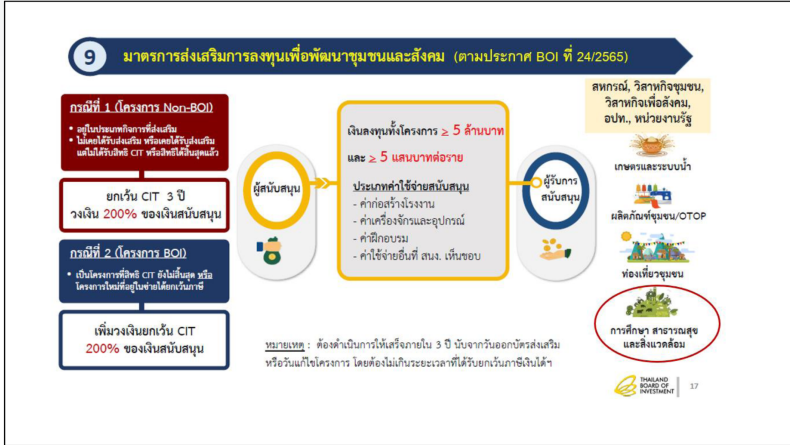 9
มาตรการส่งเสริมการลงทุนเพื่อพัฒนาชุมชนและสังคม (ตามประกาศ BOI ที่ 24/2565)
กรณีที่ 1 (โครงการ Non-BOI)
• อยู่ในประเภทกิจการที่ส่งเสริม
• ไม่เคยได้รับส่งเสริม หรือเคยได้รับส่งเสริม
แต่ไม่ได้รับสิทธิ CIT หรือสิทธิได้สิ้นสุดแล้ว
ยกเว้น CIT 3 ปี
วงเงิน 200% ของเงินสนับสนุน
กรณีที่ 2 (โครงการ BOI)
• เป็นโครงการที่สิทธิ CIT ยังไม่สิ้นสุด หรือ
โครงการใหม่ที่อยู่ในข่ายได้ยกเว้นภาษี
เพิ่มวงเงินยกเว้น CIT
200% ของเงินสนับสนุน
ผู้สนับสนุน
เงินลงทุนทั้งโครงการ ≥ 5 ล้านบาท
และ ≥ 5 แสนบาทต่อราย
ประเภทค่าใช้จ่ายสนับสนุน
- ค่าก่อสร้างโรงงาน
- ค่าเครื่องจักรและอุปกรณ์
- ค่าฝึกอบรม
- ค่าใช้จ่ายอื่นที่ สนง. เห็นชอบ
ผู้รับการ
สนับสนุน
สหกรณ์, วิสาหกิจชุมชน,
วิสาหกิจเพื่อสังคม,
อปท., หน่วยงานรัฐ
เกษตรและระบบน้ำ
ผลิตภัณฑ์ชุมชน/OTOP
ท่องเที่ยวชุมชน
การศึกษา สาธารณสุข
และสิ่งแวดล้อม
หมายเหตุ : ต้องดำเนินการให้เสร็จภายใน 3 ปี นับจากวันออกบัตรส่งเสริม
หรือวันแก้ไขโครงการ โดยต้องไม่เกินระยะเวลาที่ได้รับยกเว้นภาษีเงินได้ฯ
THAILAND
BOARD OF
INVESTMENT
17